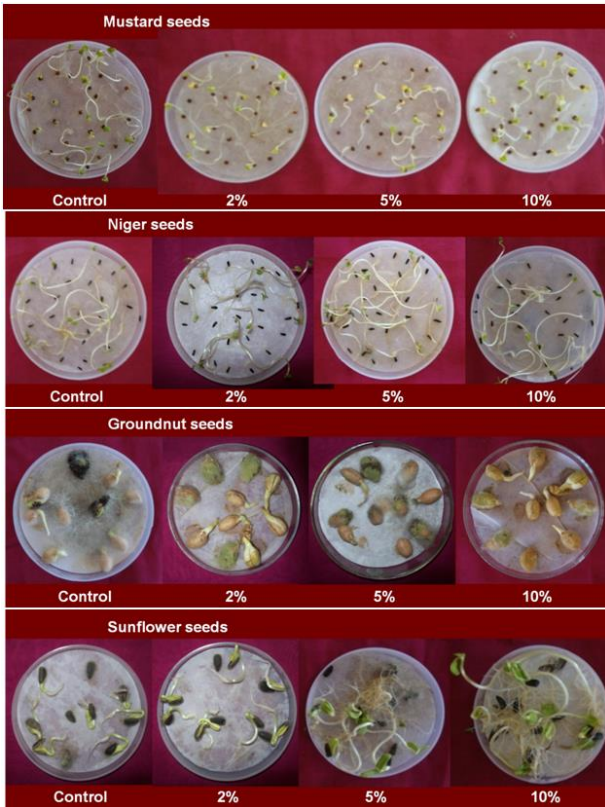 Mustard seeds
Control 2% 5% 10%
Niger seeds
Control 2% 5% 10%
Groundnut seeds
Control 2% 5% 10%
Sunflower seeds
Control 2% 5% 10%